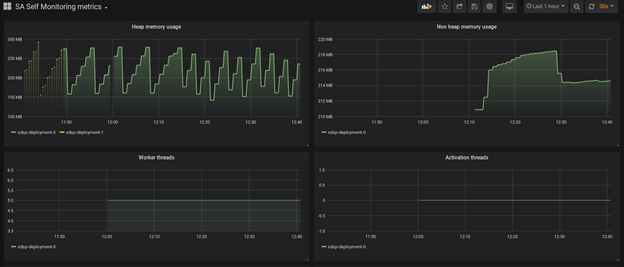 SA Self Monitoring metrics
Last 1 hour
30s
Heap memory usage
300 MB
250 MB
200 MB
150 MB
100 MB
11:50
12:00
12:10
12:20
12:30
12:40
sdsp-deployment-0
sdsp-deployment-1
Non heap memory usage
220 MB
218 MB
216 MB
214 MB
212 MB
210 MB
11:50
12:00
12:10
12:20
12:30
12:40
sdsp-deployment-0
Worker threads
6.5
6.0
5.5
5.0
4.5
4.0
3.5
11:50
12:00
12:10
12:20
12:30
12:40
sdsp-deployment-0
Activation threads
1.0
0.5
0
-0.5
-1.0
11:50
12:00
12:10
12:20
12:30
12:40
sdsp-deployment-0